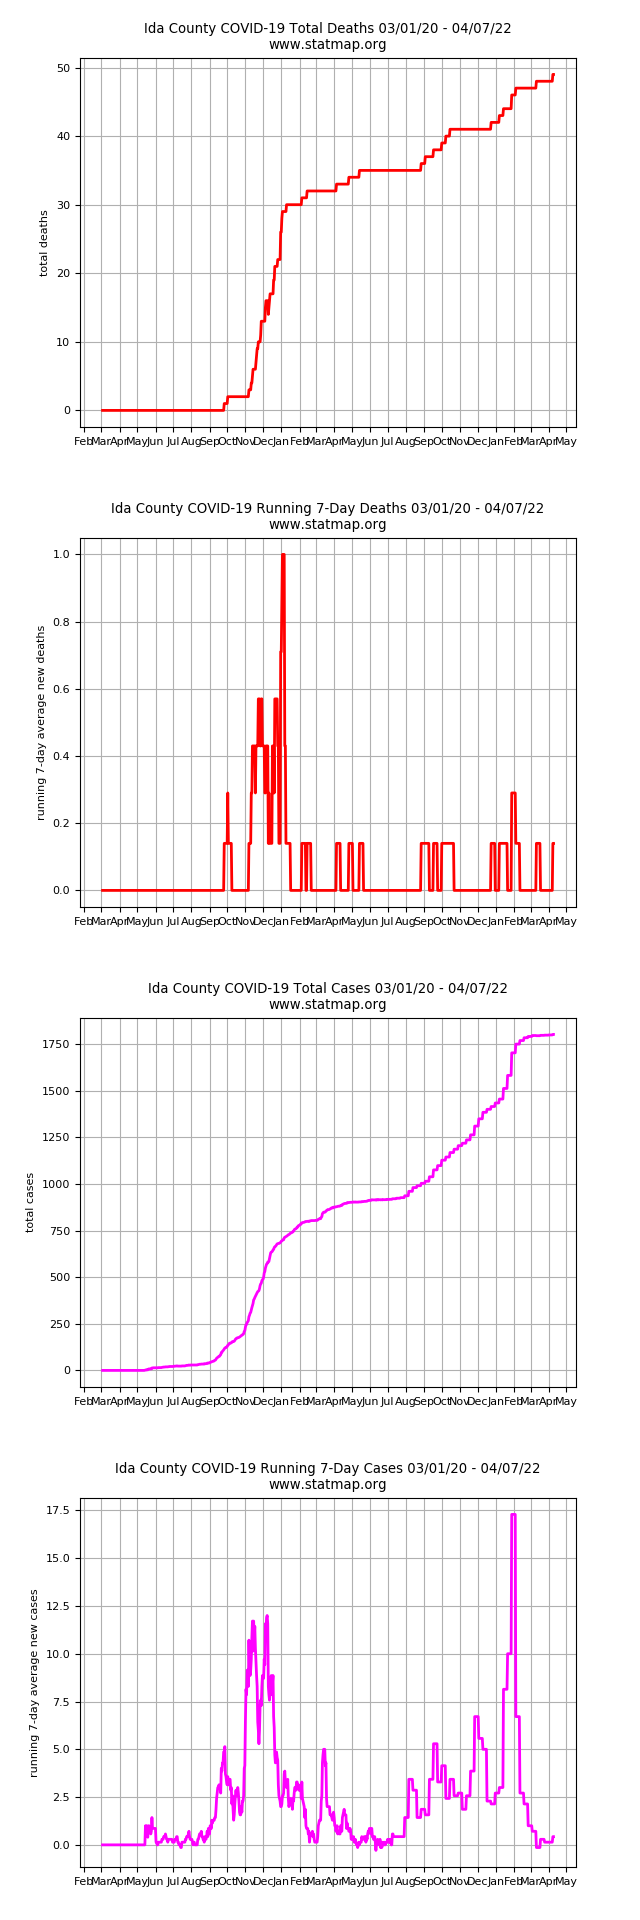 Ida County COVID-19 Total Deaths 03/01/20 - 04/07/22
www.statmap.org
total deaths
50
40
30
20
10
0
Feb Mar Apr May Jun Jul Aug Sep Oct Nov Dec Jan Feb Mar Apr May Jun Jul Aug Sep Oct Nov Dec Jan Feb Mar Apr May
Ida County COVID-19 Running 7-Day Deaths 03/01/20 - 04/07/22
www.statmap.org
running 7-day average new deaths
1.0
0.8
0.6
0.4
0.2
0.0
Feb Mar Apr May Jun Jul Aug Sep Oct Nov Dec Jan Feb Mar Apr May Jun Jul Aug Sep Oct Nov Dec Jan Feb Mar Apr May
Ida County COVID-19 Total Cases 03/01/20 - 04/07/22
www.statmap.org
total cases
1750
1500
1250
1000
750
500
250
0
Feb Mar Apr May Jun Jul Aug Sep Oct Nov Dec Jan Feb Mar Apr May Jun Jul Aug Sep Oct Nov Dec Jan Feb Mar Apr May
Ida County COVID-19 Running 7-Day Cases 03/01/20 - 04/07/22
www.statmap.org
running 7-day average new cases
17.5
15.0
12.5
10.0
7.5
5.0
2.5
0.0
Feb Mar Apr May Jun Jul Aug Sep Oct Nov Dec Jan Feb Mar Apr May Jun Jul Aug Sep Oct Nov Dec Jan Feb Mar Apr May